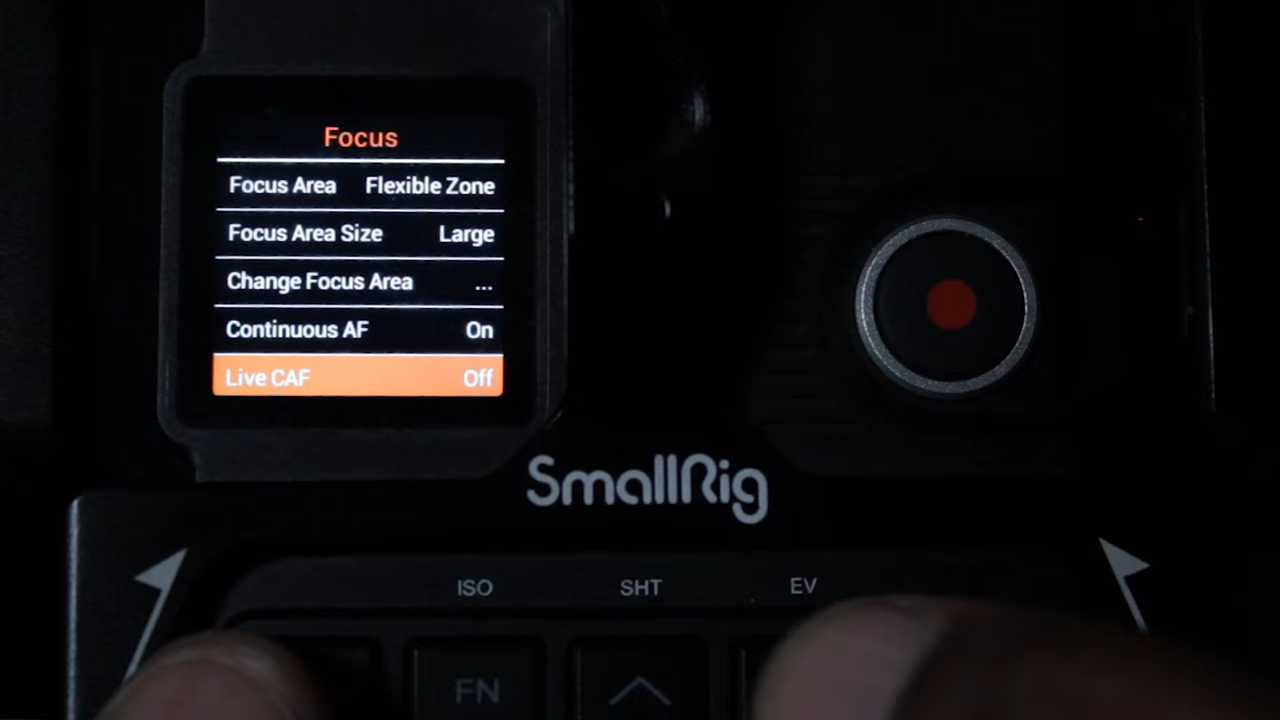 Focus
Focus Area Flexible Zone
Focus Area Size Large
Change Focus Area ...
Continuous AF On
Live CAF Off
SmallRig
ISO SHT EV
FN